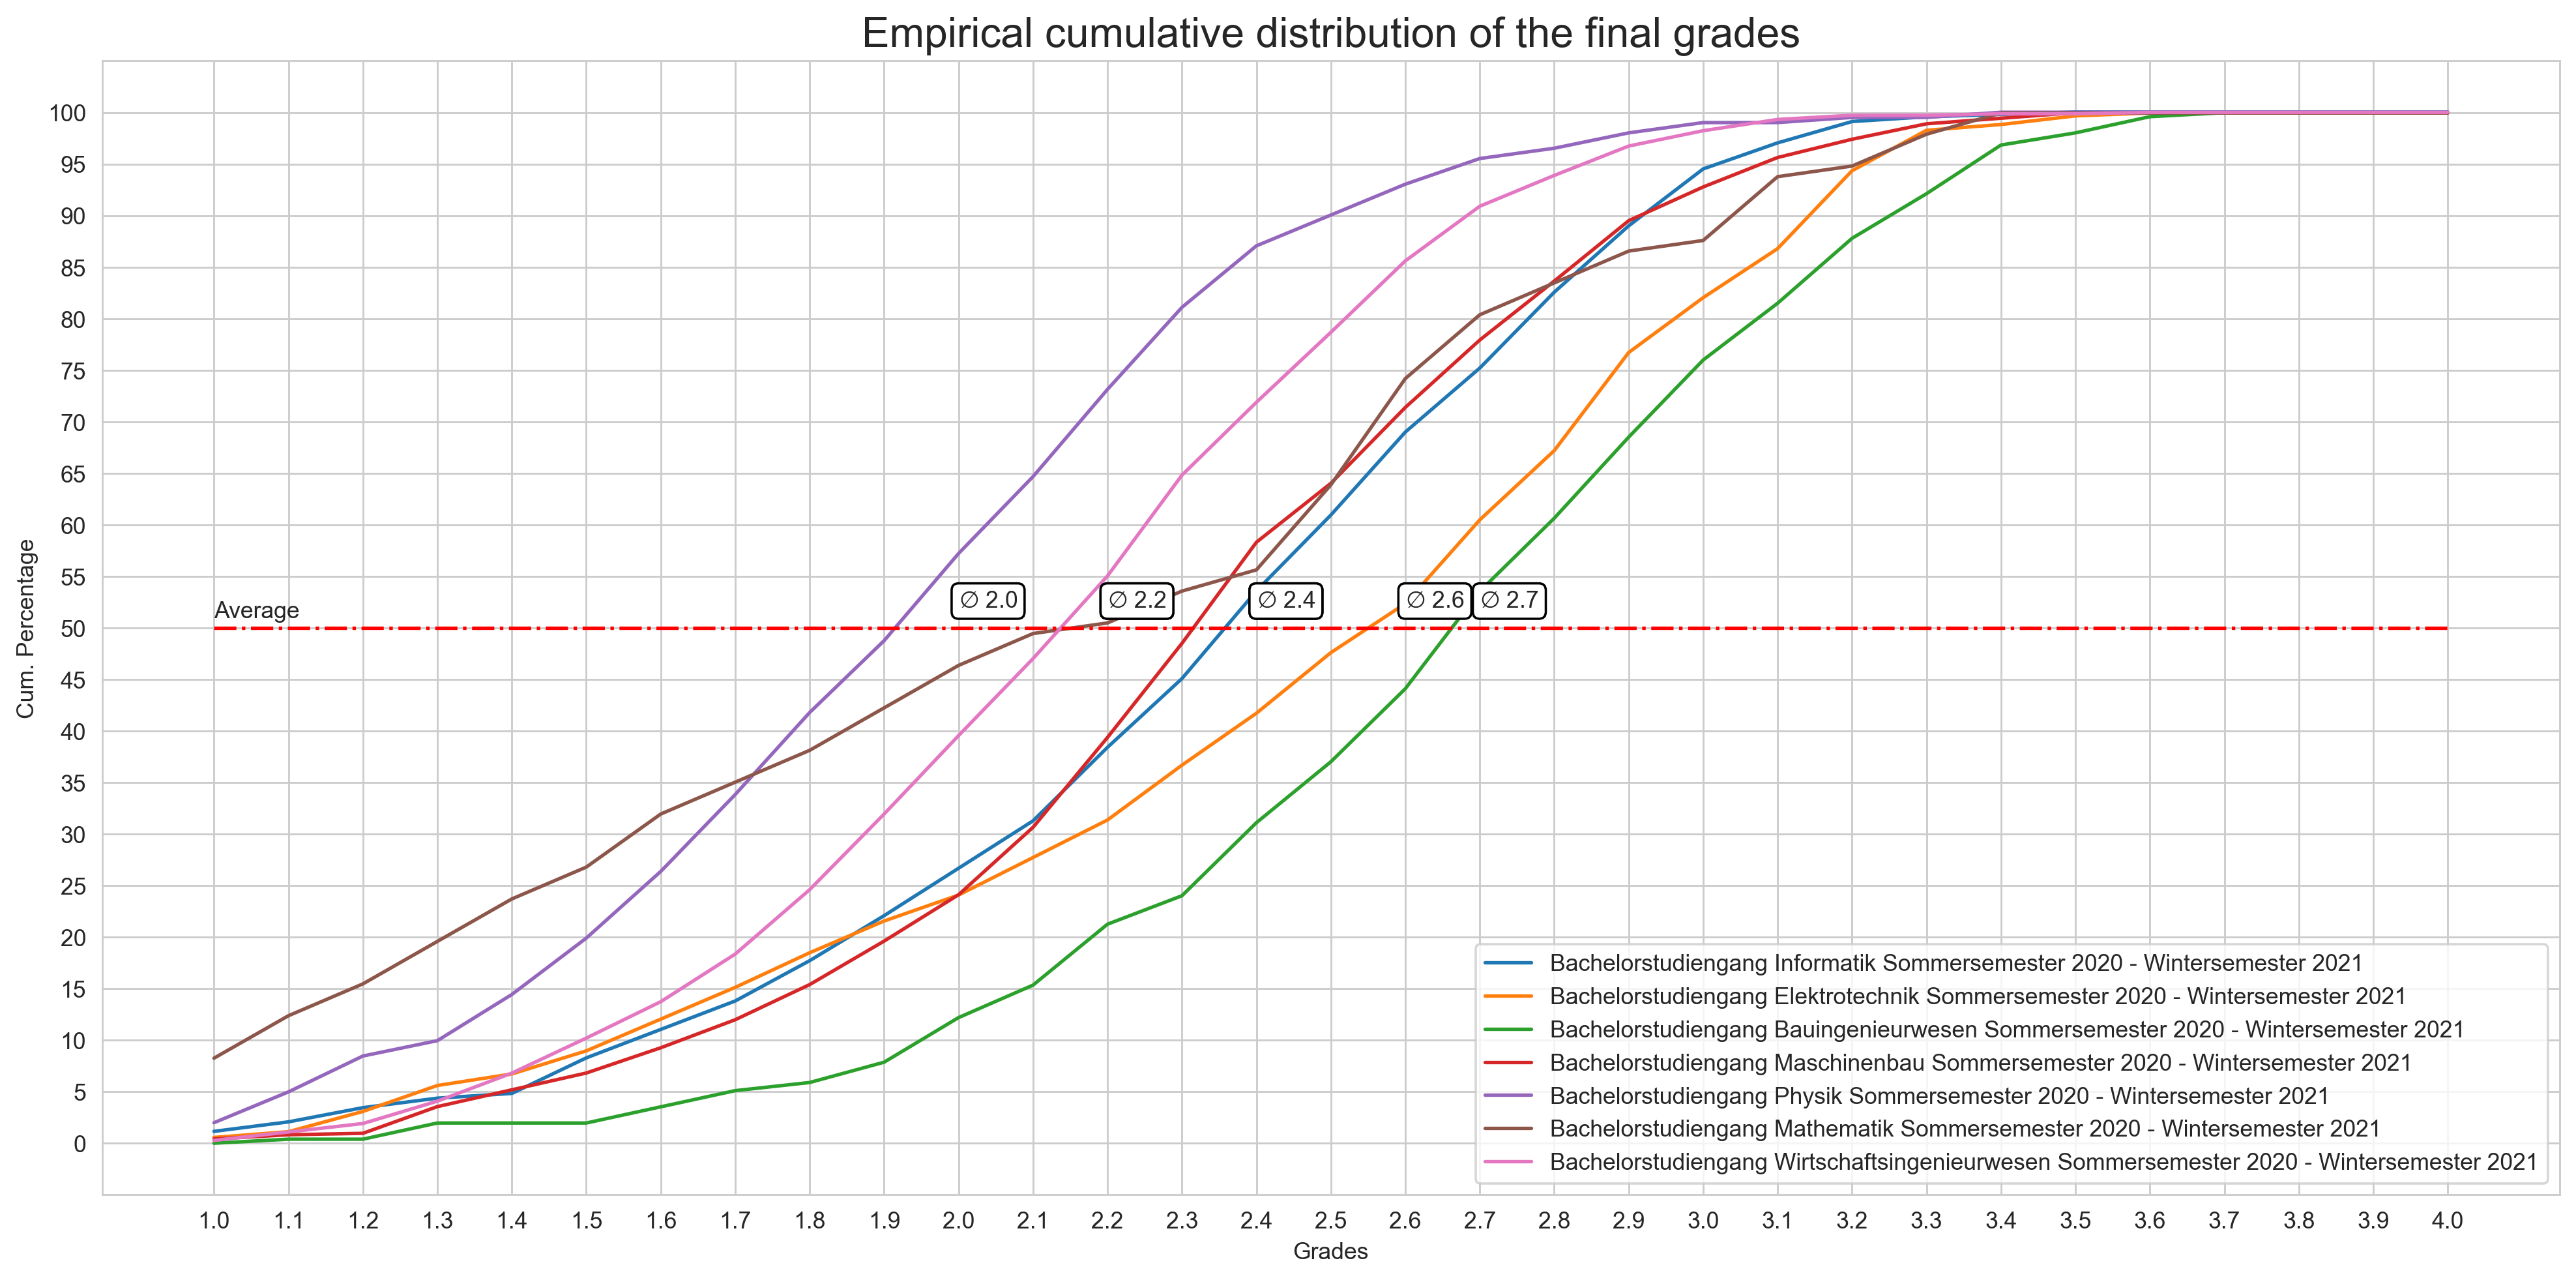 Empirical cumulative distribution of the final grades
Cum. Percentage
100
95
90
85
80
75
70
65
60
55
50
45
40
35
30
25
20
15
10
5
0
Average
∅ 2.0
∅ 2.2
∅ 2.4
∅ 2.6
∅ 2.7
Bachelorstudiengang Informatik Sommersemester 2020 - Wintersemester 2021
Bachelorstudiengang Elektrotechnik Sommersemester 2020 - Wintersemester 2021
Bachelorstudiengang Bauingenieurwesen Sommersemester 2020 - Wintersemester 2021
Bachelorstudiengang Maschinenbau Sommersemester 2020 - Wintersemester 2021
Bachelorstudiengang Physik Sommersemester 2020 - Wintersemester 2021
Bachelorstudiengang Mathematik Sommersemester 2020 - Wintersemester 2021
Bachelorstudiengang Wirtschaftsingenieurwesen Sommersemester 2020 - Wintersemester 2021
1.0 1.1 1.2 1.3 1.4 1.5 1.6 1.7 1.8 1.9 2.0 2.1 2.2 2.3 2.4 2.5 2.6 2.7 2.8 2.9 3.0 3.1 3.2 3.3 3.4 3.5 3.6 3.7 3.8 3.9 4.0
Grades